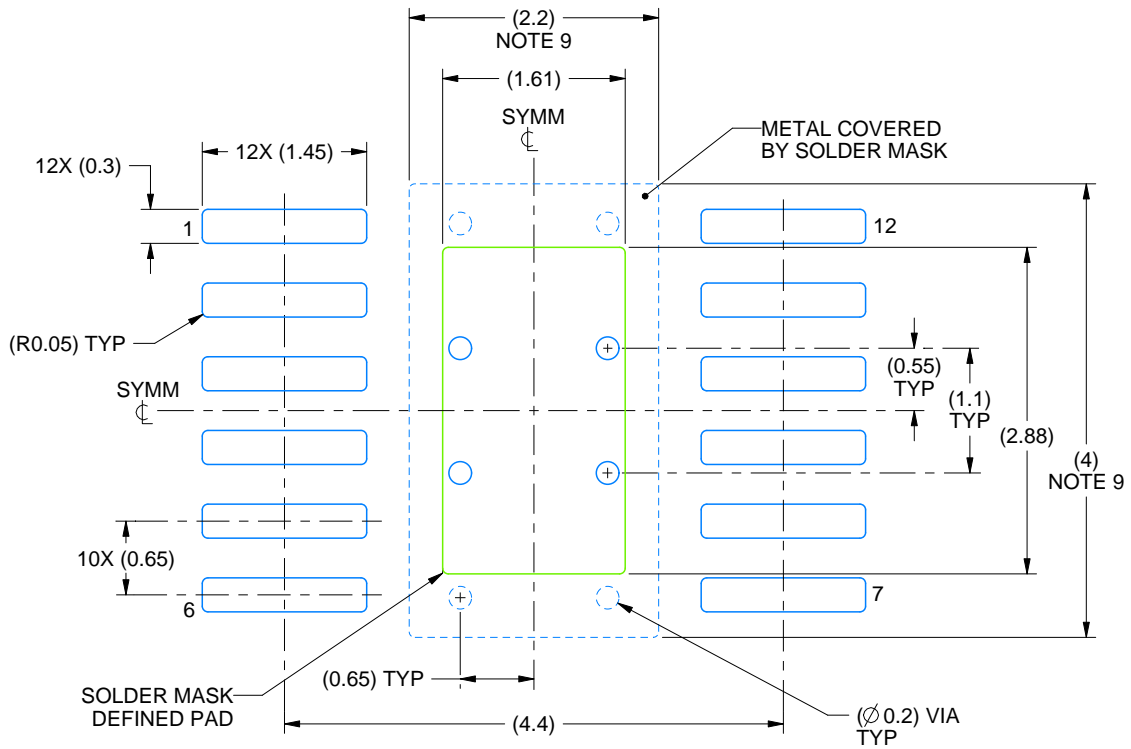 (2.2)
NOTE 9
(1.61)
SYMM
℄
METAL COVERED
BY SOLDER MASK
12X (1.45)
12X (0.3)
1
12
(R0.05) TYP
(0.55)
TYP
SYMM
℄
(1.1)
TYP
(2.88)
(4)
NOTE 9
10X (0.65)
6
7
(0.65) TYP
SOLDER MASK
DEFINED PAD
(4.4)
(∅ 0.2) VIA
TYP